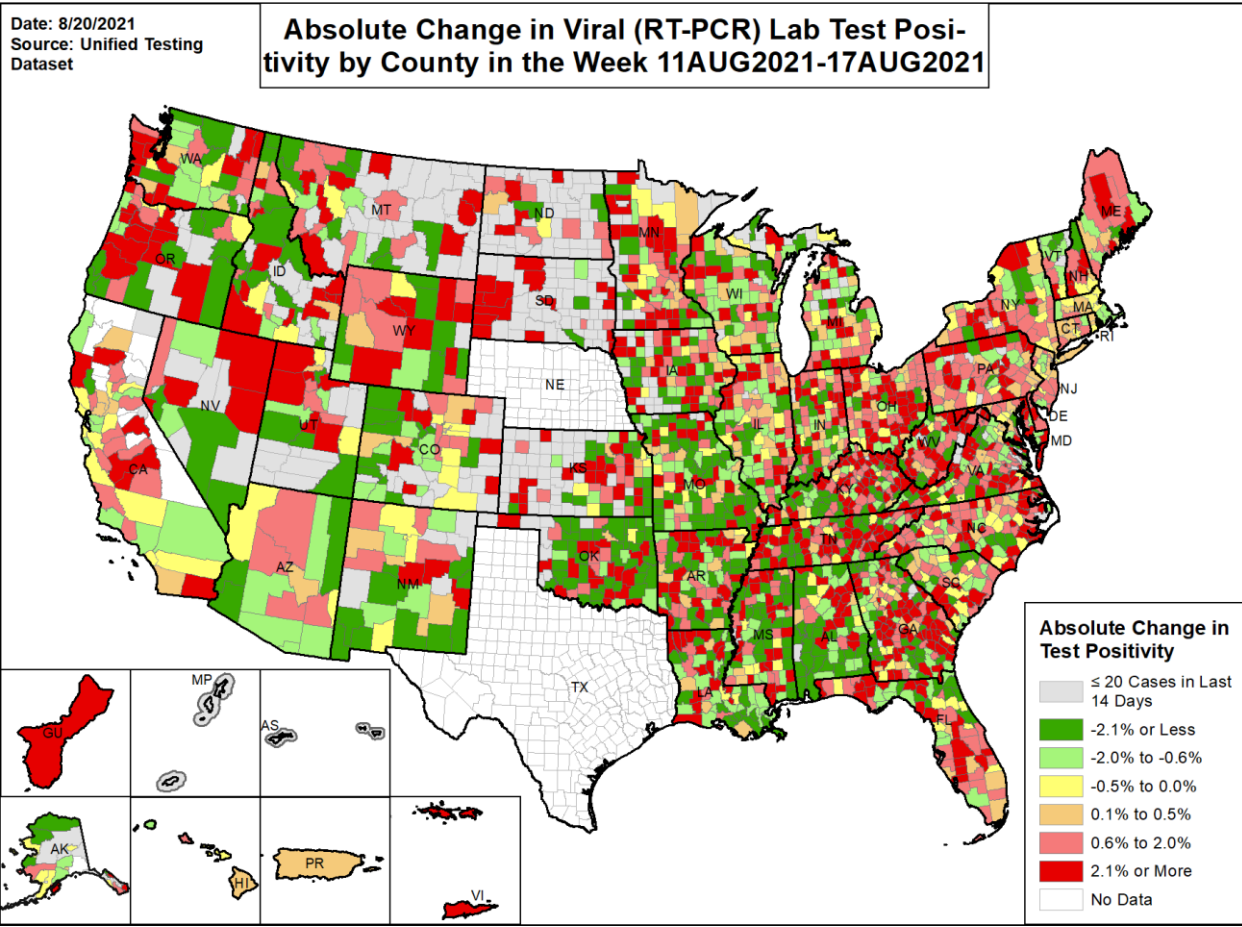 Date: 8/20/2021
Source: Unified Testing
Dataset
Absolute Change in Viral (RT-PCR) Lab Test Posi-
tivity by County in the Week 11AUG2021-17AUG2021
WA
MT
ND
MN
ME
OR
ID
SD
WI
VT
NH
NY
MA
CT
RI
WY
MI
IA
PA
NJ
NE
NV
UT
CO
IL
IN
OH
DE
MD
WV
CA
KS
MO
KY
VA
AZ
NM
OK
AR
TN
NC
SC
MS
AL
GA
TX
LA
FL
GU
MP
AS
AK
HI
PR
VI
Absolute Change in
Test Positivity
≤ 20 Cases in Last
14 Days
-2.1% or Less
-2.0% to -0.6%
-0.5% to 0.0%
0.1% to 0.5%
0.6% to 2.0%
2.1% or More
No Data